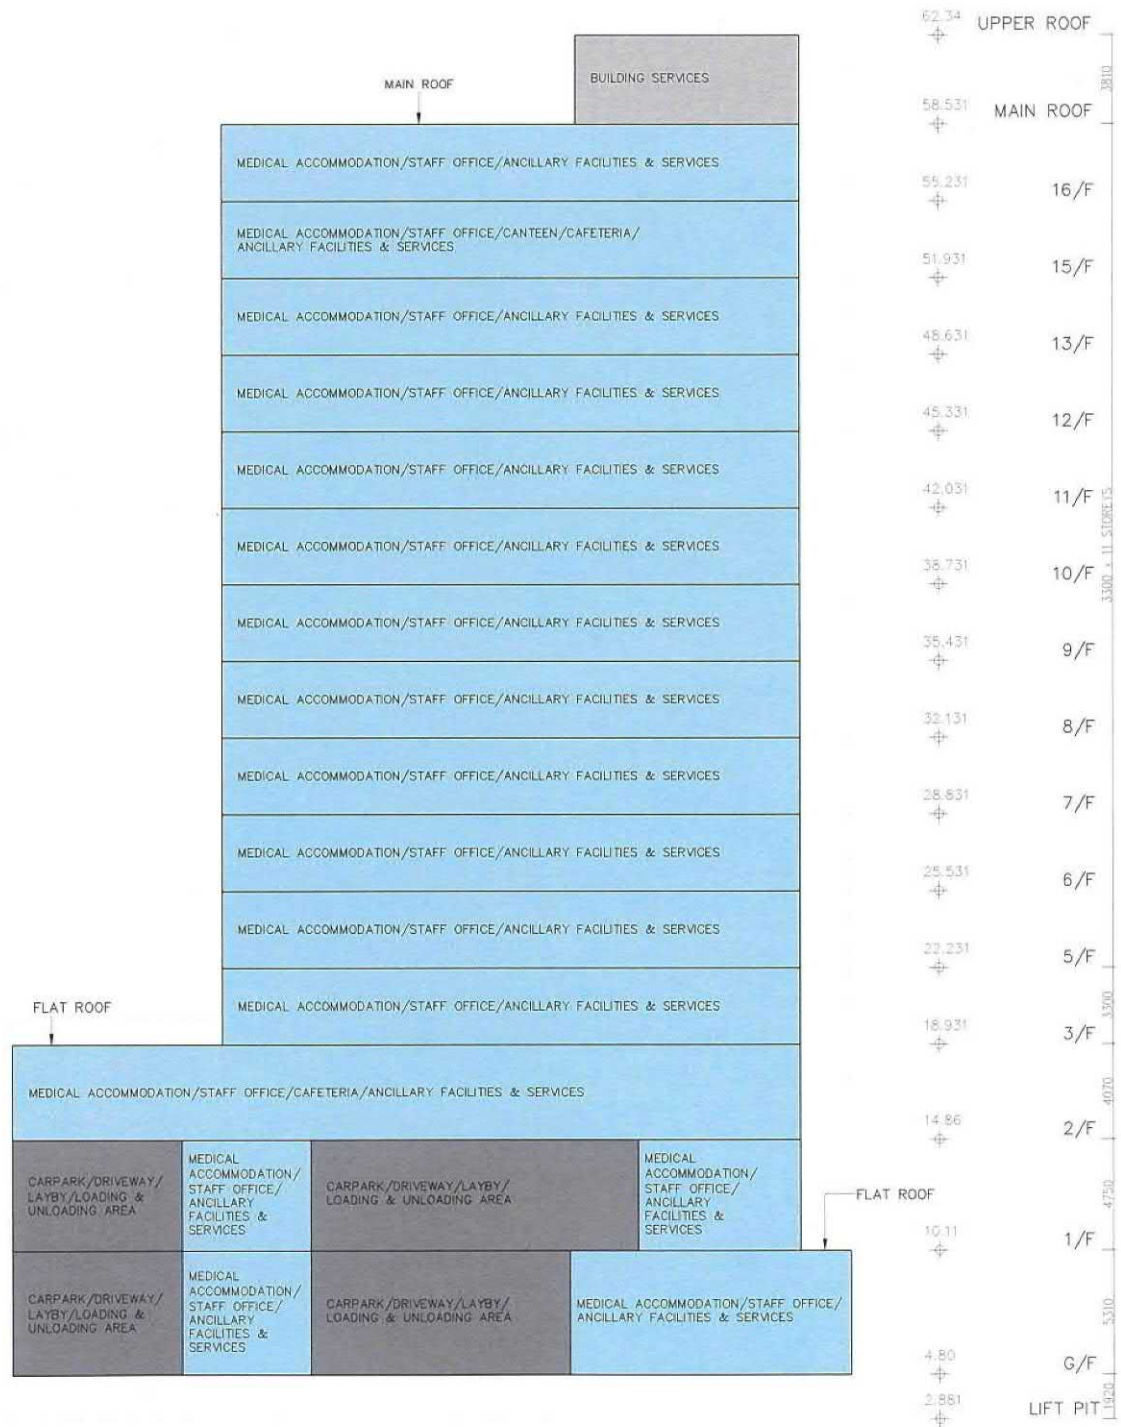 62.34 UPPER ROOF
3810
BUILDING SERVICES
MAIN ROOF
58.531 MAIN ROOF
MEDICAL ACCOMMODATION/STAFF OFFICE/ANCILLARY FACILITIES & SERVICES
55.231 16/F
MEDICAL ACCOMMODATION/STAFF OFFICE/CANTEEN/CAFETERIA/
ANCILLARY FACILITIES & SERVICES
51.931 15/F
MEDICAL ACCOMMODATION/STAFF OFFICE/ANCILLARY FACILITIES & SERVICES
48.631 13/F
MEDICAL ACCOMMODATION/STAFF OFFICE/ANCILLARY FACILITIES & SERVICES
45.331 12/F
MEDICAL ACCOMMODATION/STAFF OFFICE/ANCILLARY FACILITIES & SERVICES
42.031 11/F
3300 x 11 STOREYS
MEDICAL ACCOMMODATION/STAFF OFFICE/ANCILLARY FACILITIES & SERVICES
38.731 10/F
MEDICAL ACCOMMODATION/STAFF OFFICE/ANCILLARY FACILITIES & SERVICES
35.431 9/F
MEDICAL ACCOMMODATION/STAFF OFFICE/ANCILLARY FACILITIES & SERVICES
32.131 8/F
MEDICAL ACCOMMODATION/STAFF OFFICE/ANCILLARY FACILITIES & SERVICES
28.831 7/F
MEDICAL ACCOMMODATION/STAFF OFFICE/ANCILLARY FACILITIES & SERVICES
25.531 6/F
MEDICAL ACCOMMODATION/STAFF OFFICE/ANCILLARY FACILITIES & SERVICES
22.231 5/F
MEDICAL ACCOMMODATION/STAFF OFFICE/ANCILLARY FACILITIES & SERVICES
3300
FLAT ROOF
18.931 3/F
MEDICAL ACCOMMODATION/STAFF OFFICE/CAFETERIA/ANCILLARY FACILITIES & SERVICES
4070
14.86 2/F
CARPARK/DRIVEWAY/
LAYBY/LOADING &
UNLOADING AREA
MEDICAL
ACCOMMODATION/
STAFF OFFICE/
ANCILLARY
FACILITIES &
SERVICES
CARPARK/DRIVEWAY/LAYBY/
LOADING & UNLOADING AREA
MEDICAL
ACCOMMODATION/
STAFF OFFICE/
ANCILLARY
FACILITIES &
SERVICES
FLAT ROOF
4750
10.11 1/F
CARPARK/DRIVEWAY/
LAYBY/LOADING &
UNLOADING AREA
MEDICAL
ACCOMMODATION/
STAFF OFFICE/
ANCILLARY
FACILITIES &
SERVICES
CARPARK/DRIVEWAY/LAYBY/
LOADING & UNLOADING AREA
MEDICAL ACCOMMODATION/STAFF OFFICE/
ANCILLARY FACILITIES & SERVICES
5310
4.80 G/F
1920
2.881 LIFT PIT